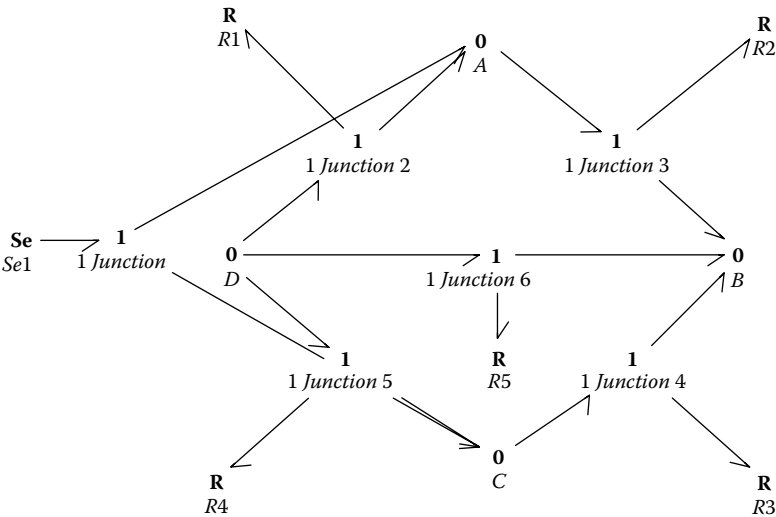 R
R1
0
A
R
R2
1
1 Junction 2
1
1 Junction 3
Se
Se1
1
1 Junction
0
D
1
1 Junction 6
0
B
1
1 Junction 5
R
R5
1
1 Junction 4
0
C
R
R4
R
R3